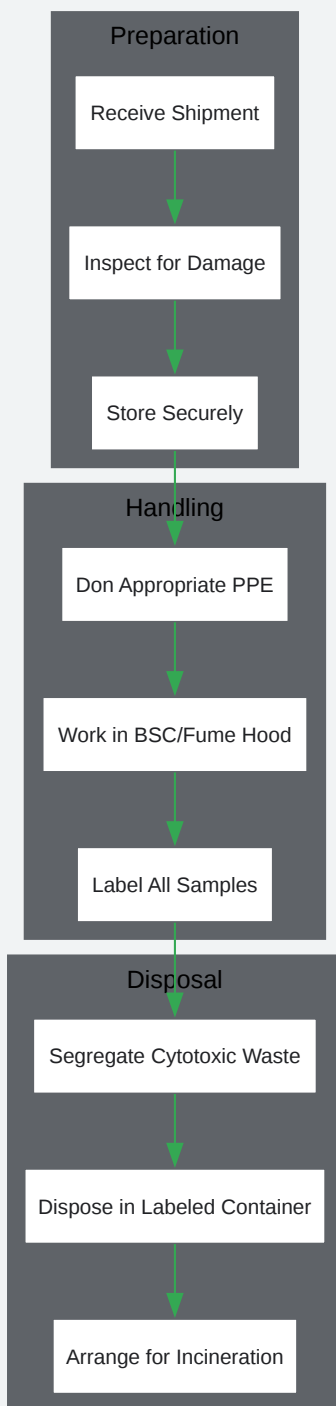 Preparation
Receive Shipment
Inspect for Damage
Store Securely
Handling
Don Appropriate PPE
Work in BSC/Fume Hood
Label All Samples
Disposal
Segregate Cytotoxic Waste
Dispose in Labeled Container
Arrange for Incineration